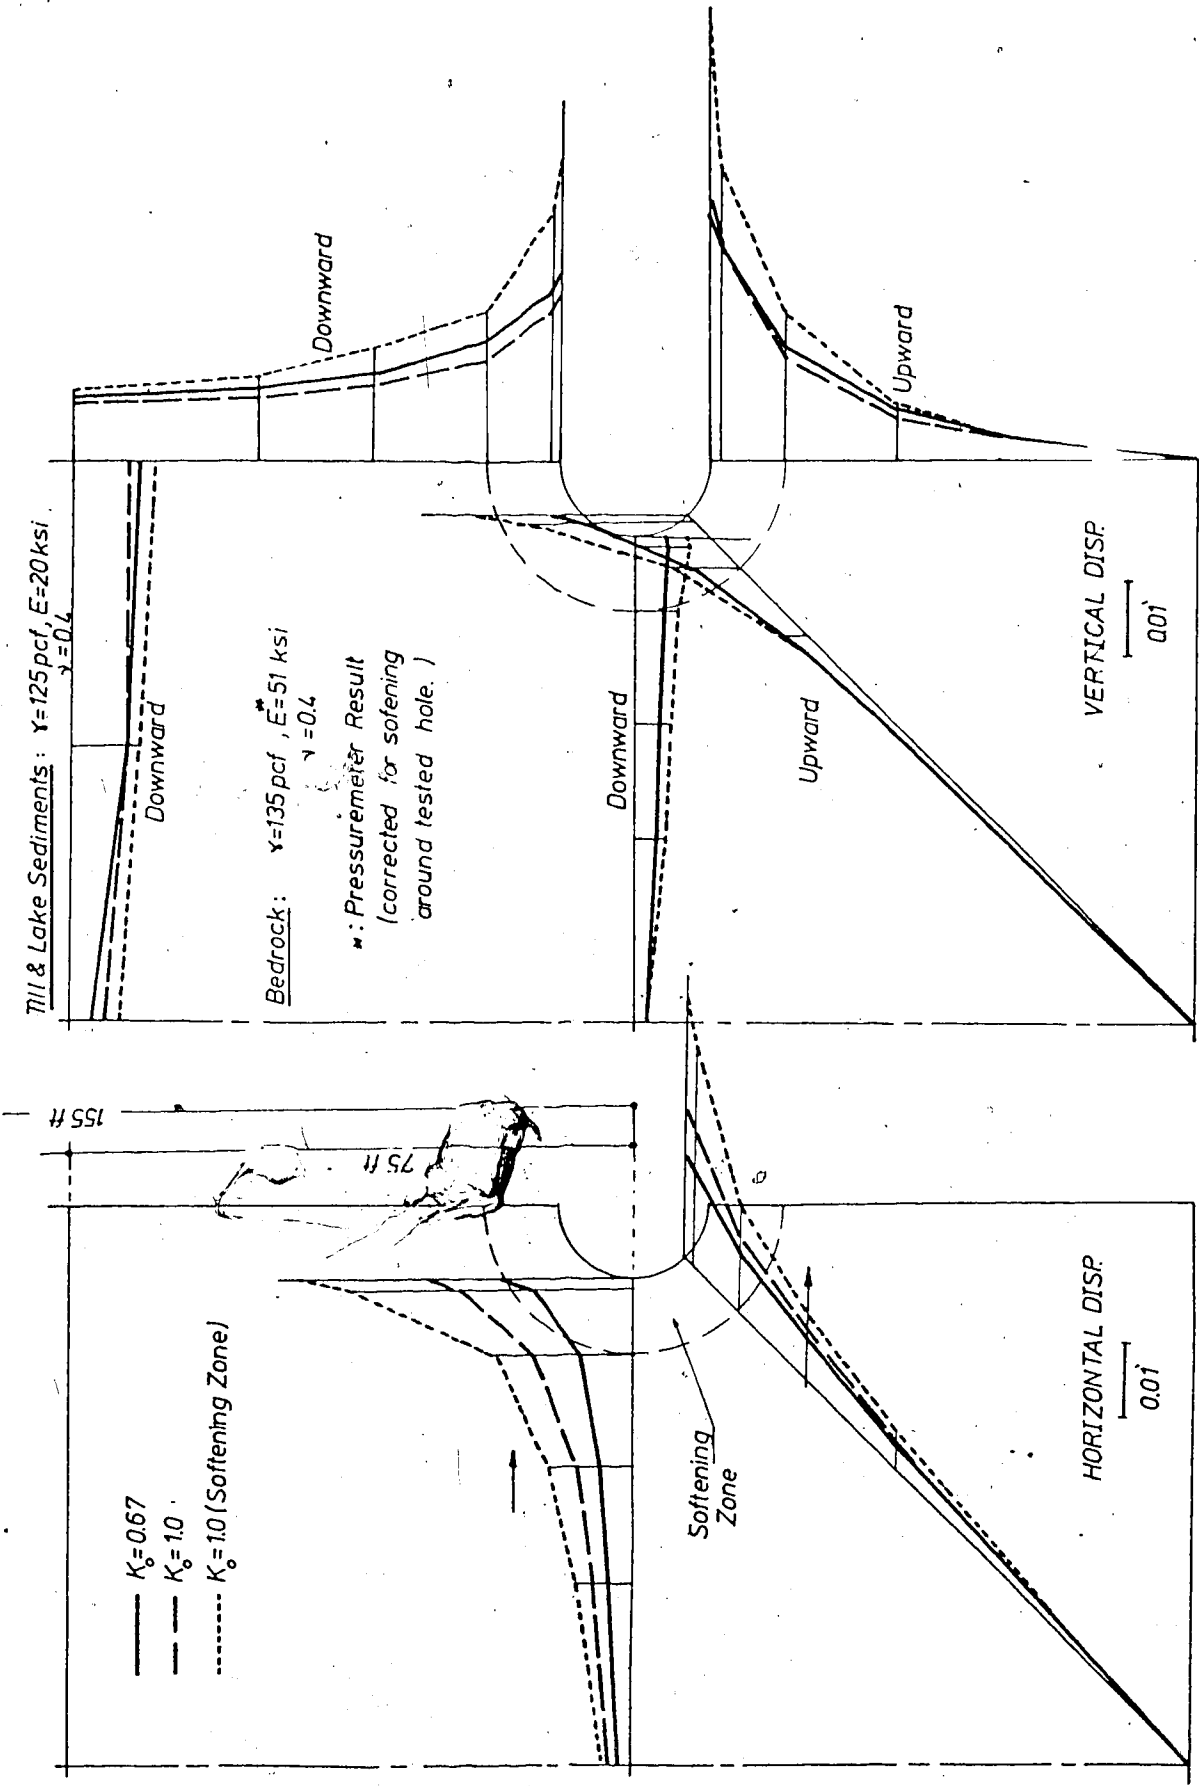 Till & Lake Sediments: γ=125pcf, E=20ksi
ν=0.4
Downward
Downward
Bedrock: γ=135pcf, E*=51 ksi
ν=0.4
*: Pressuremeter Result
(corrected for sofening
around tested hole.)
Downward
Upward
Upward
VERTICAL DISP.
0.01'
155 ft
75 ft
K₀=0.67
K₀=1.0
K₀=1.0 (Softening Zone)
Softening
Zone
HORIZONTAL DISP.
0.01'